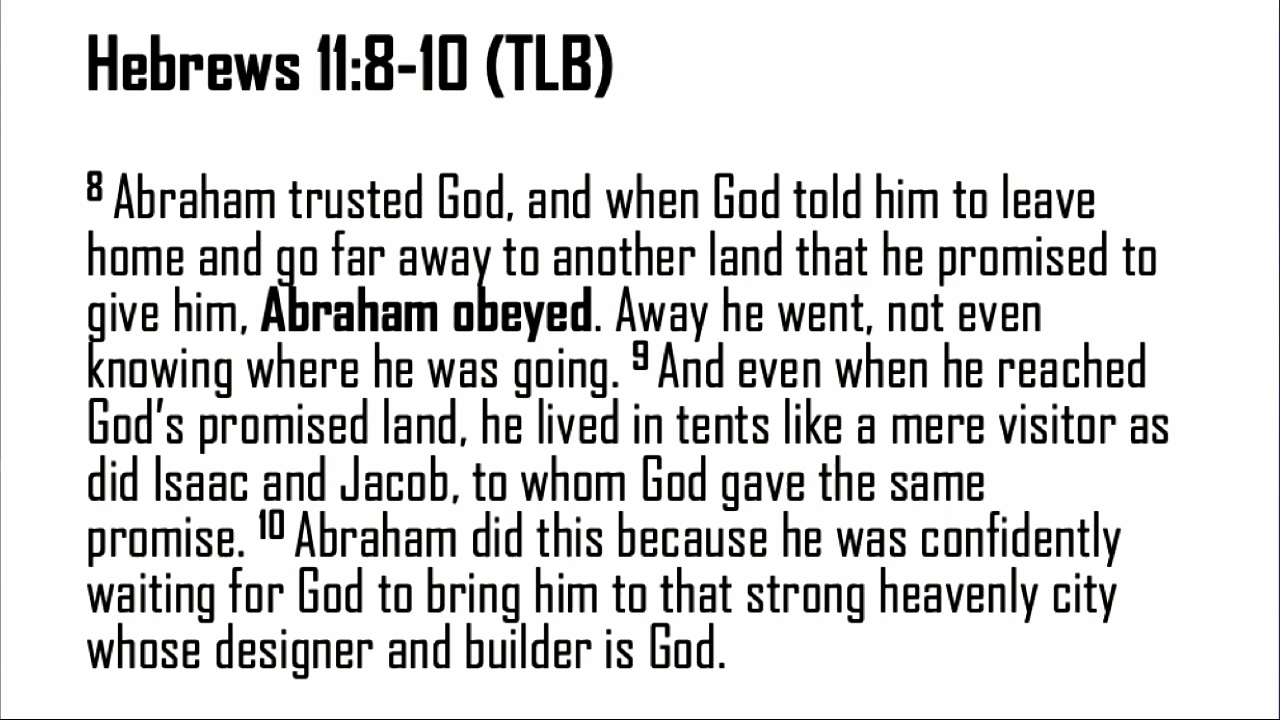 Hebrews 11:8-10 (TLB)
8 Abraham trusted God, and when God told him to leave
home and go far away to another land that he promised to
give him, Abraham obeyed. Away he went, not even
knowing where he was going. 9 And even when he reached
God's promised land, he lived in tents like a mere visitor as
did Isaac and Jacob, to whom God gave the same
promise. 10 Abraham did this because he was confidently
waiting for God to bring him to that strong heavenly city
whose designer and builder is God.